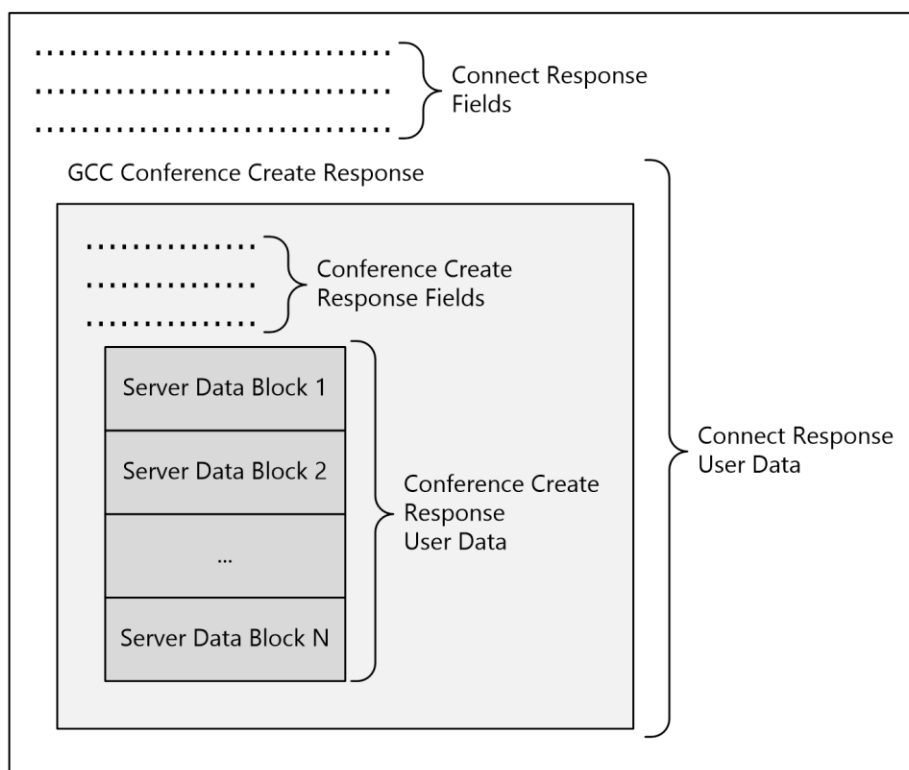 Connect Response
Fields
GCC Conference Create Response
Conference Create
Response Fields
Server Data Block 1
Server Data Block 2
...
Server Data Block N
Conference Create
Response
User Data
Connect Response
User Data